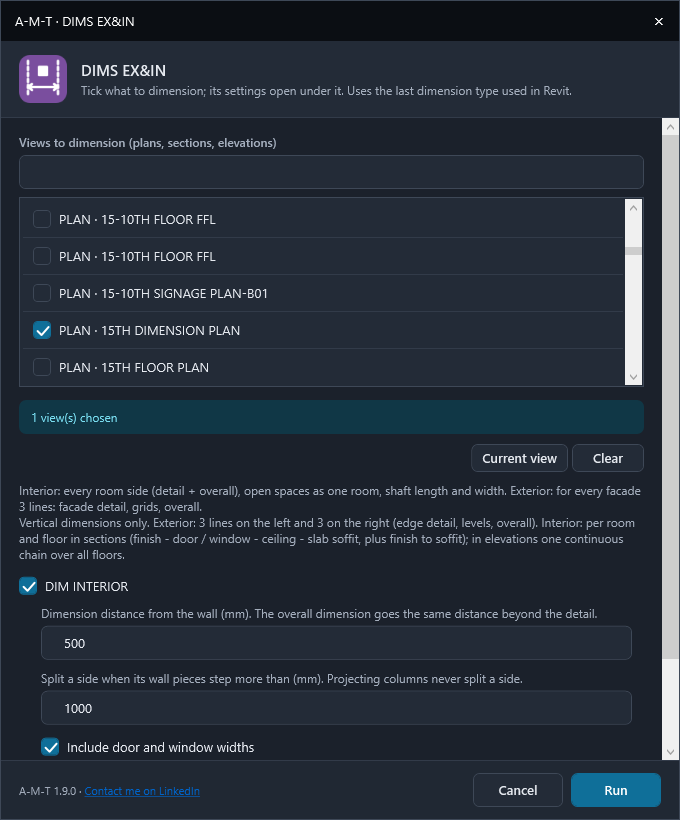 A-M-T · DIMS EX&IN
DIMS EX&IN
Tick what to dimension; its settings open under it. Uses the last dimension type used in Revit.
Views to dimension (plans, sections, elevations)
PLAN · 15-10TH FLOOR FFL
PLAN · 15-10TH FLOOR FFL
PLAN · 15-10TH SIGNAGE PLAN-B01
PLAN · 15TH DIMENSION PLAN
PLAN · 15TH FLOOR PLAN
1 view(s) chosen
Current view
Clear
Interior: every room side (detail + overall), open spaces as one room, shaft length and width. Exterior: for every facade
3 lines: facade detail, grids, overall.
Vertical dimensions only. Exterior: 3 lines on the left and 3 on the right (edge detail, levels, overall). Interior: per room
and floor in sections (finish - door / window - ceiling - slab soffit, plus finish to soffit); in elevations one continuous
chain over all floors.
DIM INTERIOR
Dimension distance from the wall (mm). The overall dimension goes the same distance beyond the detail.
500
Split a side when its wall pieces step more than (mm). Projecting columns never split a side.
1000
Include door and window widths
A-M-T 1.9.0 · Contact me on LinkedIn
Cancel
Run